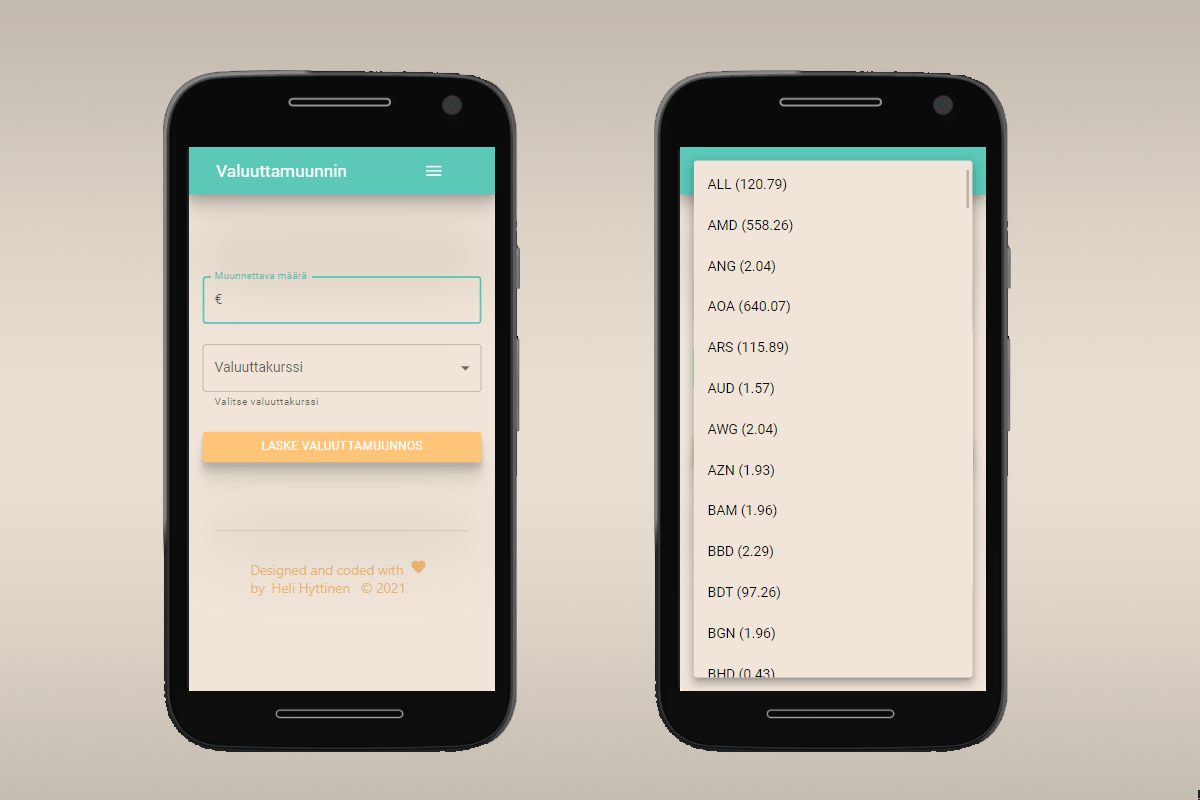 Valuuttamuunnin
Muunnettava määrä
€
Valuuttakurssi
Valitse valuuttakurssi
LASKE VALUUTTAMUUNNOS
Designed and coded with
by Heli Hyttinen © 2021
ALL (120.79)
AMD (558.26)
ANG (2.04)
AOA (640.07)
ARS (115.89)
AUD (1.57)
AWG (2.04)
AZN (1.93)
BAM (1.96)
BBD (2.29)
BDT (97.26)
BGN (1.96)
BHD (0.43)